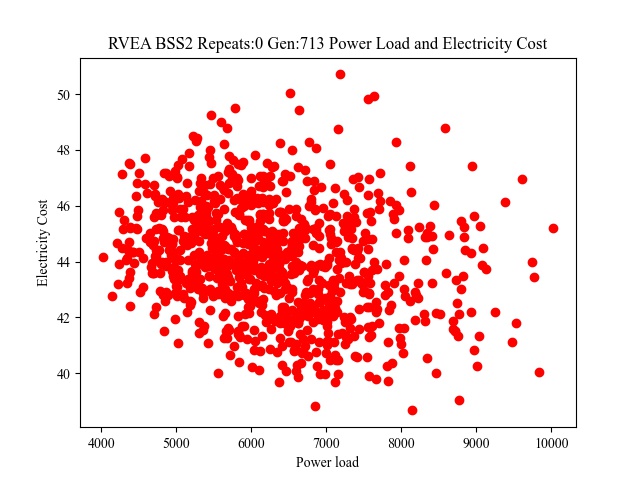 RVEA BSS2 Repeats:0 Gen:713 Power Load and Electricity Cost
Electricity Cost
50
48
46
44
42
40
4000 5000 6000 7000 8000 9000 10000
Power load